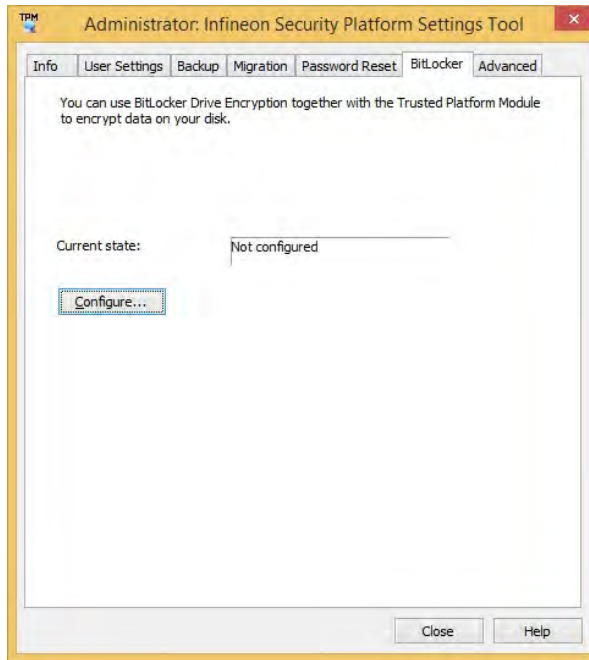 TPM
Administrator: Infineon Security Platform Settings Tool
Info User Settings Backup Migration Password Reset BitLocker Advanced
You can use BitLocker Drive Encryption together with the Trusted Platform Module
to encrypt data on your disk.
Current state: Not configured
Configure...
Close Help